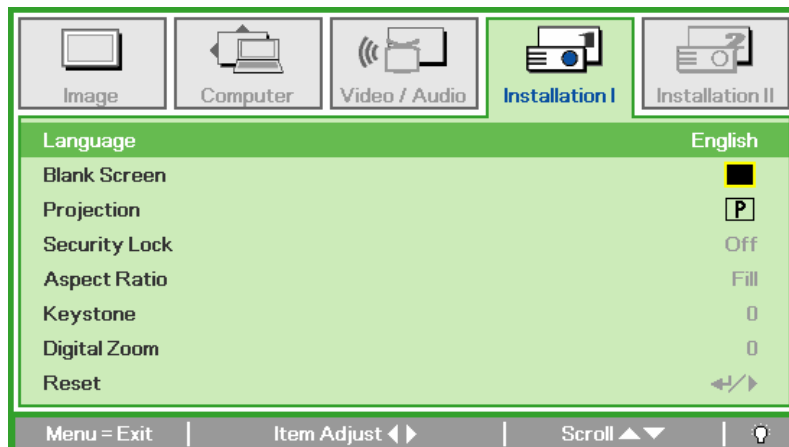 Image
Computer
Video / Audio
Installation I
Installation II
Language English
Blank Screen
Projection P
Security Lock Off
Aspect Ratio Fill
Keystone 0
Digital Zoom 0
Reset
Menu = Exit Item Adjust Scroll